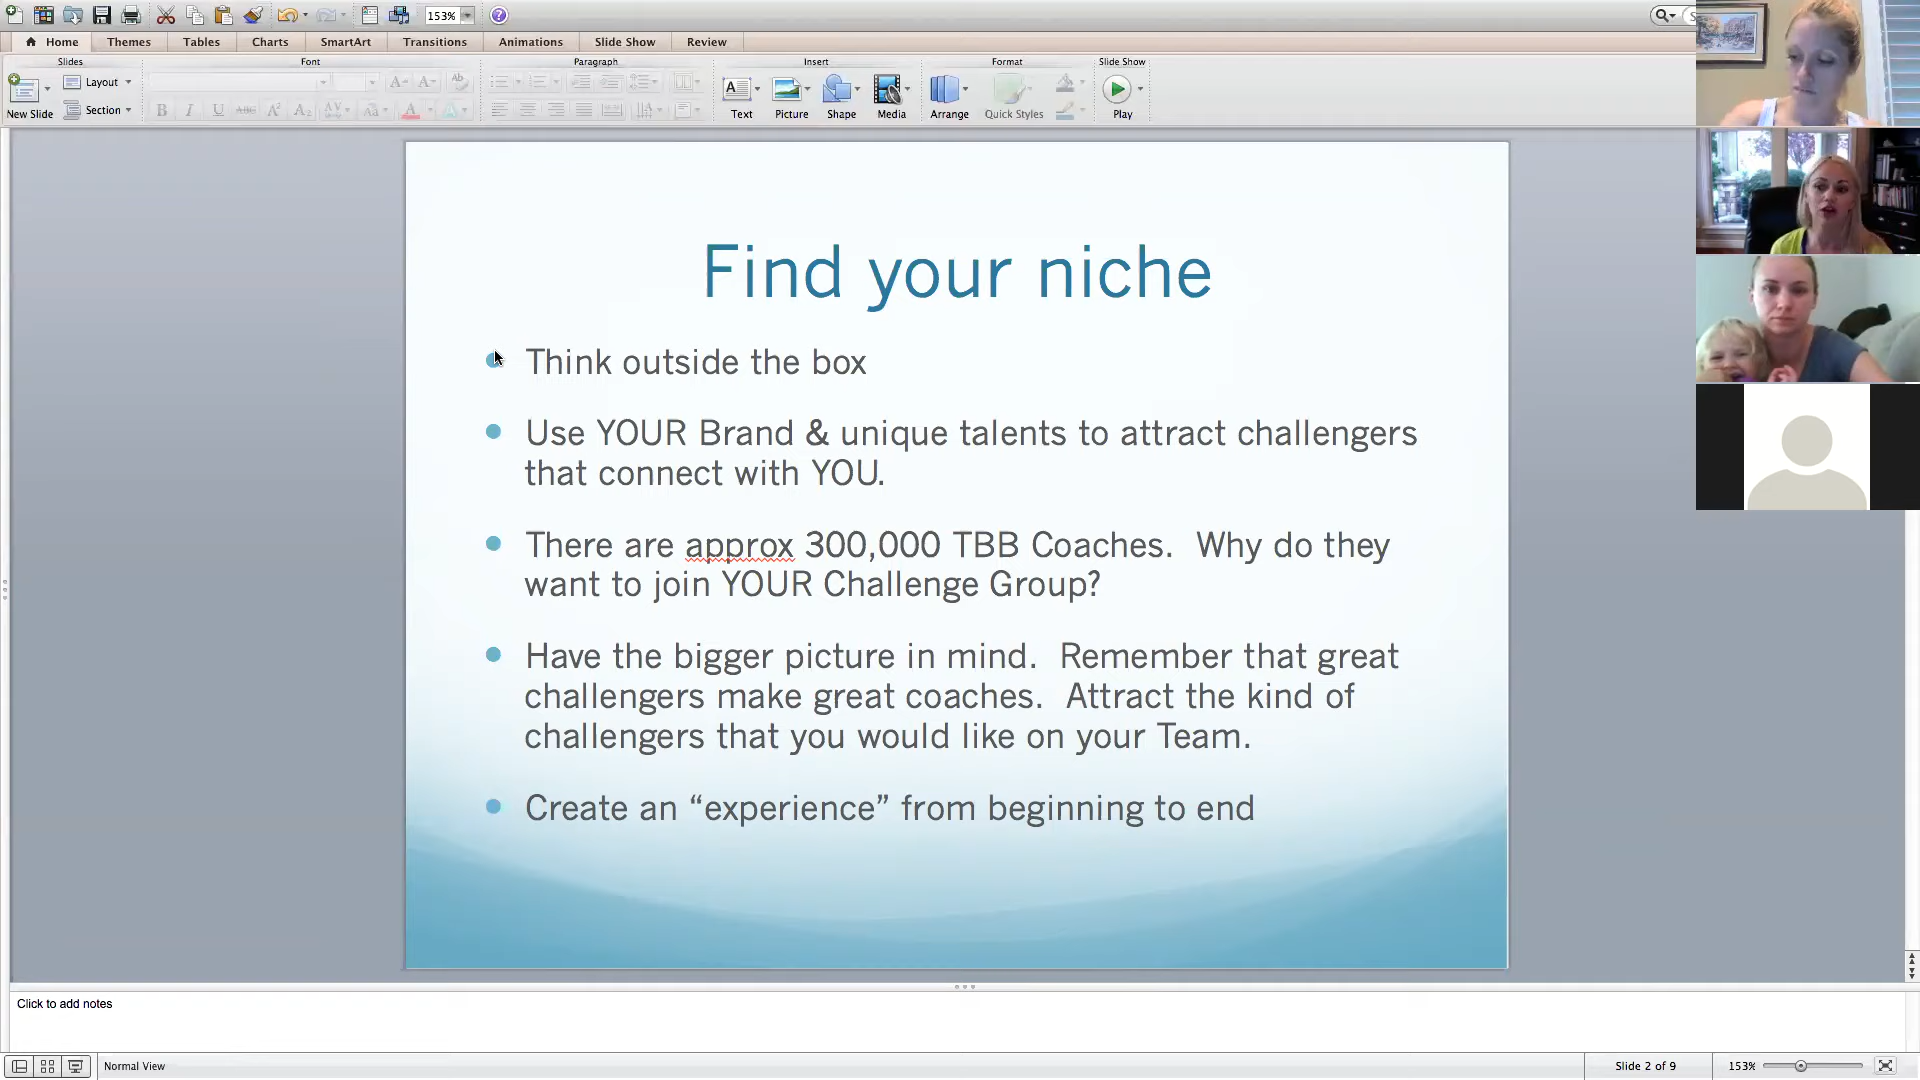 153%
Home Themes Tables Charts SmartArt Transitions Animations Slide Show Review
Slides Font Paragraph Insert Format Slide Show
New Slide Layout Section Text Picture Shape Media Arrange Quick Styles Play
Find your niche
Think outside the box
Use YOUR Brand & unique talents to attract challengers
that connect with YOU.
There are approx 300,000 TBB Coaches. Why do they
want to join YOUR Challenge Group?
Have the bigger picture in mind. Remember that great
challengers make great coaches. Attract the kind of
challengers that you would like on your Team.
Create an “experience” from beginning to end
Click to add notes
Normal View Slide 2 of 9 153%